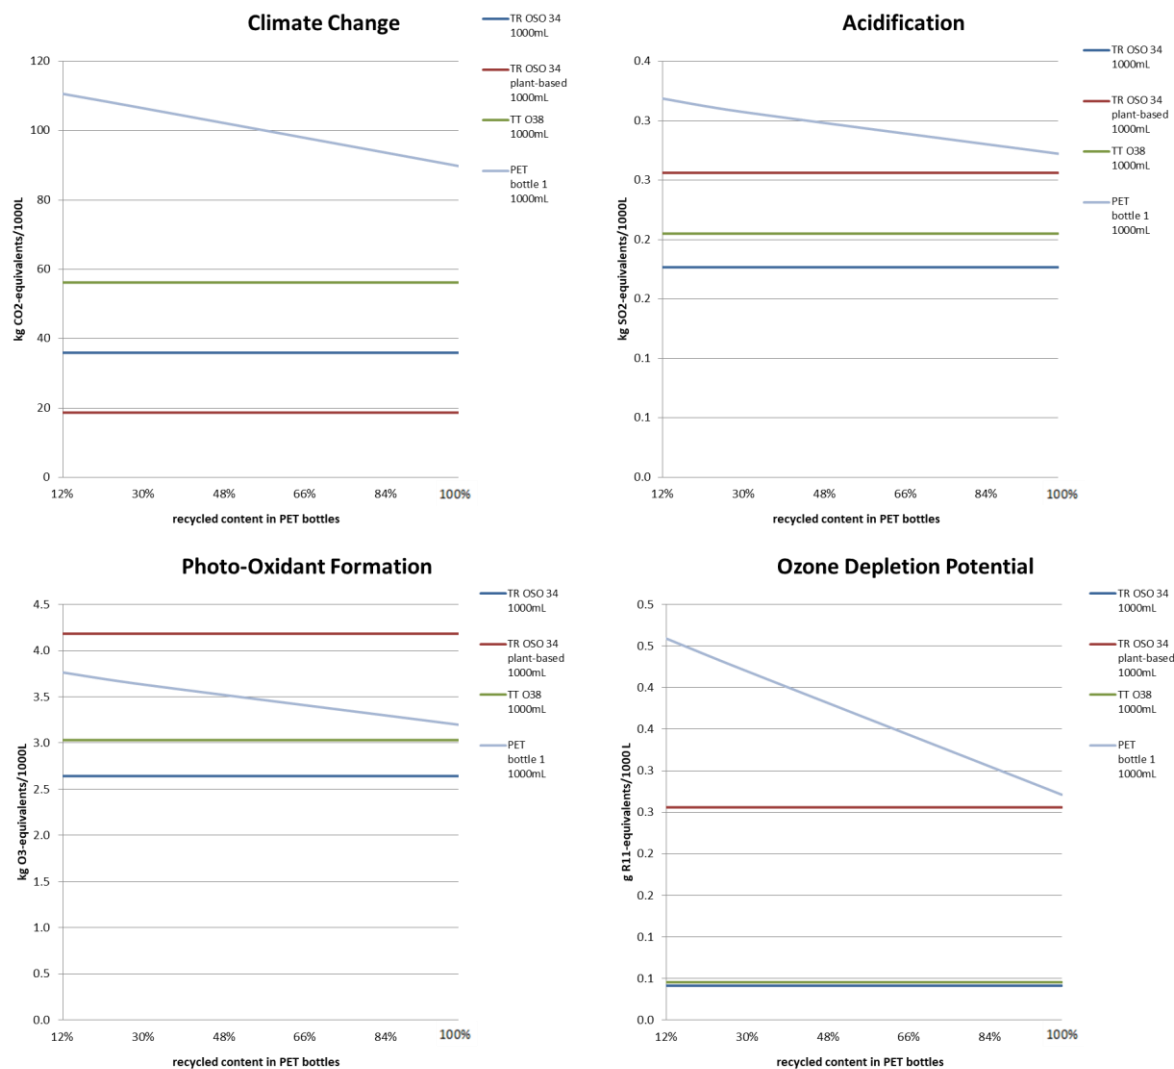 Climate Change
TR OSO 34
1000mL
TR OSO 34
plant-based
1000mL
TT O38
1000mL
PET
bottle 1
1000mL
kg CO2-equivalents/1000L
120
100
80
60
40
20
0
12% 30% 48% 66% 84% 100%
recycled content in PET bottles
Acidification
TR OSO 34
1000mL
TR OSO 34
plant-based
1000mL
TT O38
1000mL
PET
bottle 1
1000mL
kg SO2-equivalents/1000L
0.4
0.3
0.3
0.2
0.2
0.1
0.1
0.0
12% 30% 48% 66% 84% 100%
recycled content in PET bottles
Photo-Oxidant Formation
TR OSO 34
1000mL
TR OSO 34
plant-based
1000mL
TT O38
1000mL
PET
bottle 1
1000mL
kg O3-equivalents/1000L
4.5
4.0
3.5
3.0
2.5
2.0
1.5
1.0
0.5
0.0
12% 30% 48% 66% 84% 100%
recycled content in PET bottles
Ozone Depletion Potential
TR OSO 34
1000mL
TR OSO 34
plant-based
1000mL
TT O38
1000mL
PET
bottle 1
1000mL
g R11-equivalents/1000 L
0.5
0.5
0.4
0.4
0.3
0.3
0.2
0.2
0.1
0.1
0.0
12% 30% 48% 66% 84% 100%
recycled content in PET bottles